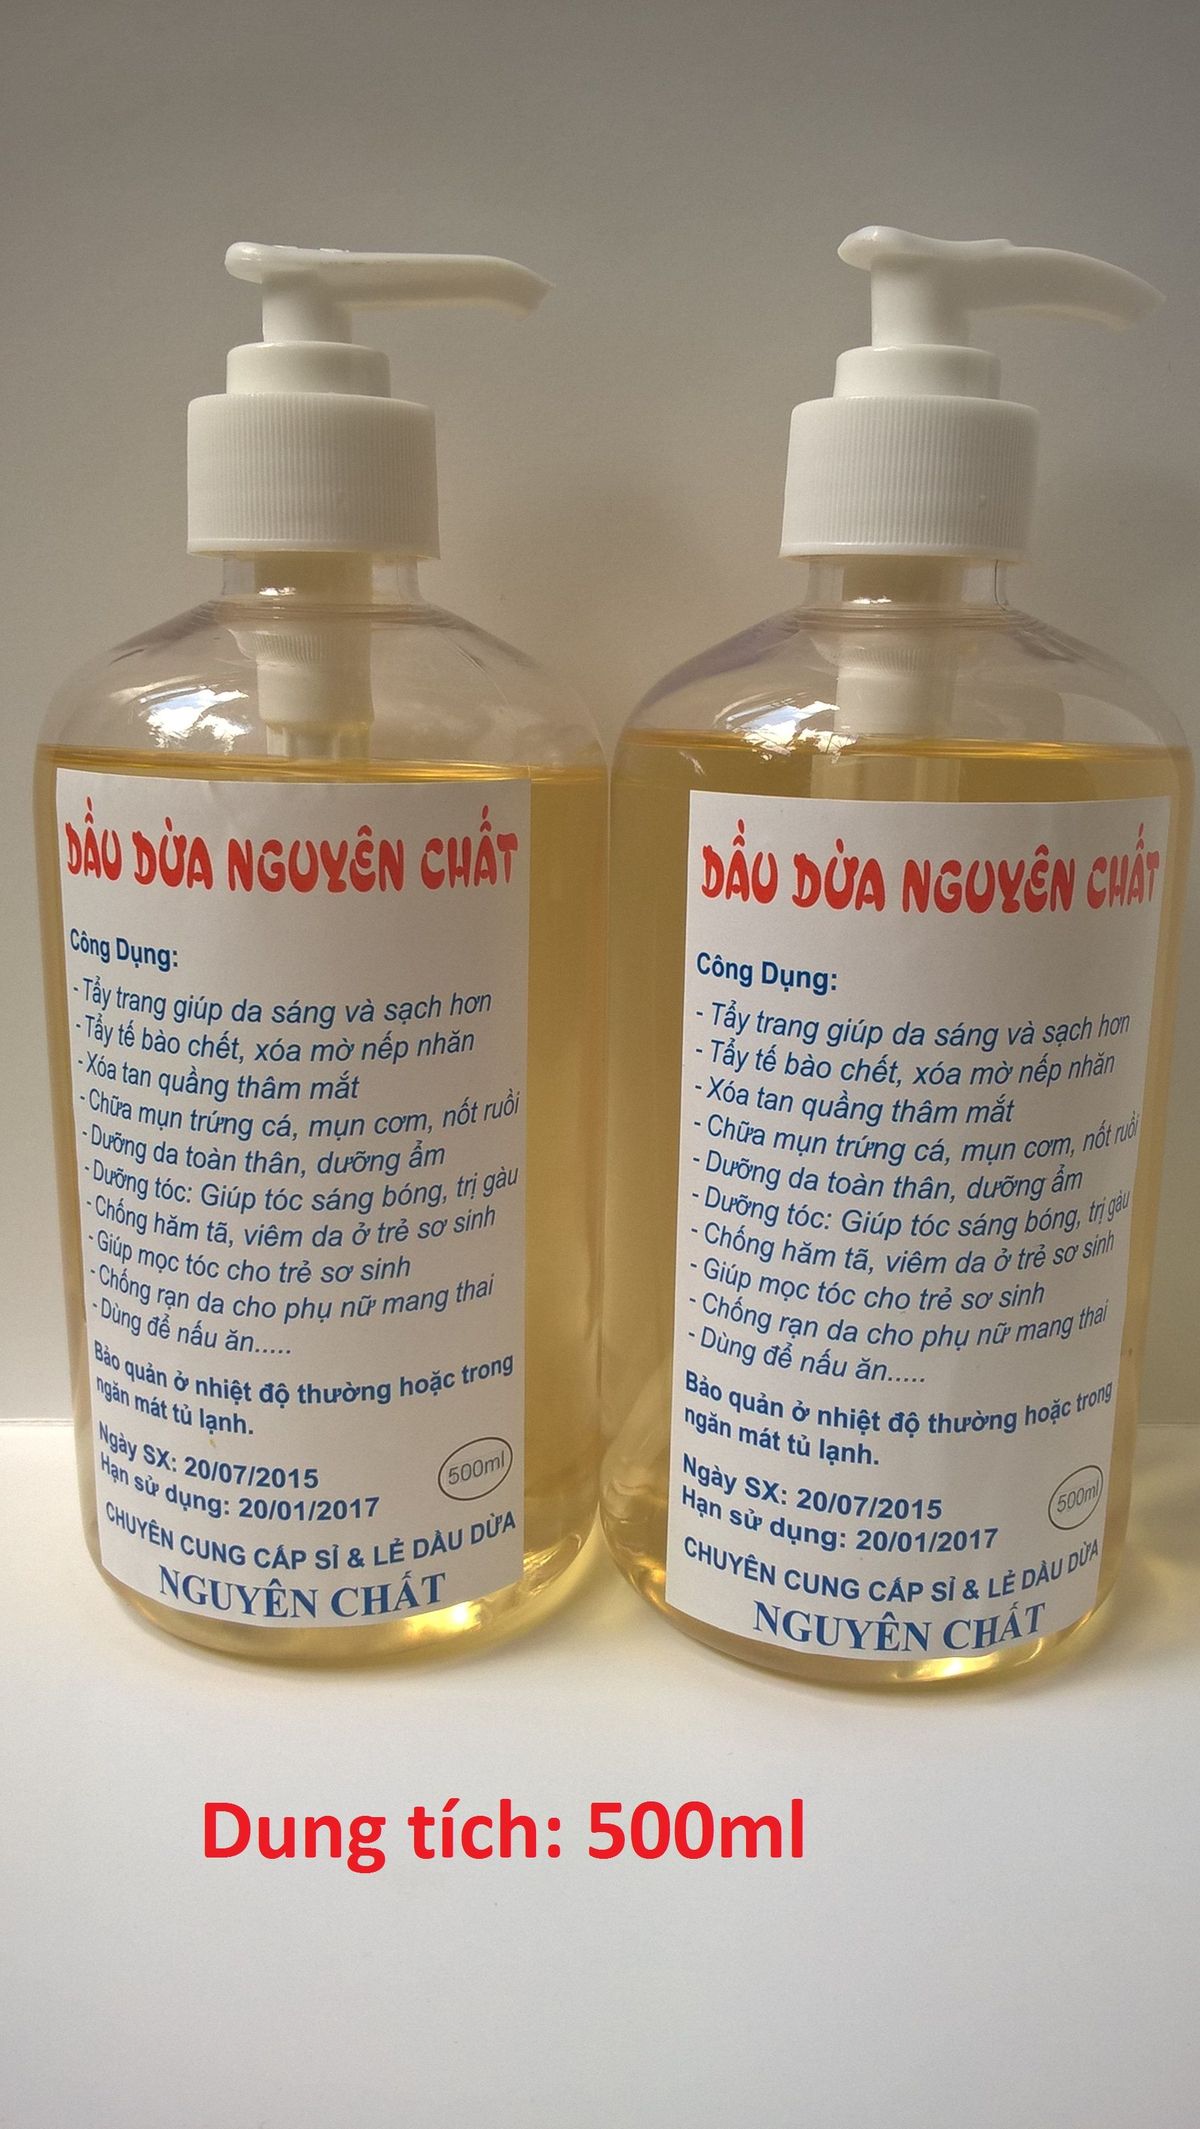 DẦU DỪA NGUYÊN CHẤT
Công Dụng:
- Tẩy trang giúp da sáng và sạch hơn
- Tẩy tế bào chết, xóa mờ nếp nhăn
- Xóa tan quầng thâm mắt
- Chữa mụn trứng cá, mụn cơm, nốt ruồi
- Dưỡng da toàn thân, dưỡng ẩm
- Dưỡng tóc: Giúp tóc sáng bóng, trị gàu
- Chống hăm tã, viêm da ở trẻ sơ sinh
- Giúp mọc tóc cho trẻ sơ sinh
- Chống rạn da cho phụ nữ mang thai
- Dùng để nấu ăn.....
Bảo quản ở nhiệt độ thường hoặc trong
ngăn mát tủ lạnh.
Ngày SX: 20/07/2015
Hạn sử dụng: 20/01/2017
500ml
CHUYÊN CUNG CẤP SỈ & LẺ DẦU DỪA
NGUYÊN CHẤT
DẦU DỪA NGUYÊN CHẤT
Công Dụng:
- Tẩy trang giúp da sáng và sạch hơn
- Tẩy tế bào chết, xóa mờ nếp nhăn
- Xóa tan quầng thâm mắt
- Chữa mụn trứng cá, mụn cơm, nốt ruồi
- Dưỡng da toàn thân, dưỡng ẩm
- Dưỡng tóc: Giúp tóc sáng bóng, trị gàu
- Chống hăm tã, viêm da ở trẻ sơ sinh
- Giúp mọc tóc cho trẻ sơ sinh
- Chống rạn da cho phụ nữ mang thai
- Dùng để nấu ăn.....
Bảo quản ở nhiệt độ thường hoặc trong
ngăn mát tủ lạnh.
Ngày SX: 20/07/2015
Hạn sử dụng: 20/01/2017
500ml
CHUYÊN CUNG CẤP SỈ & LẺ DẦU DỪA
NGUYÊN CHẤT
Dung tích: 500ml